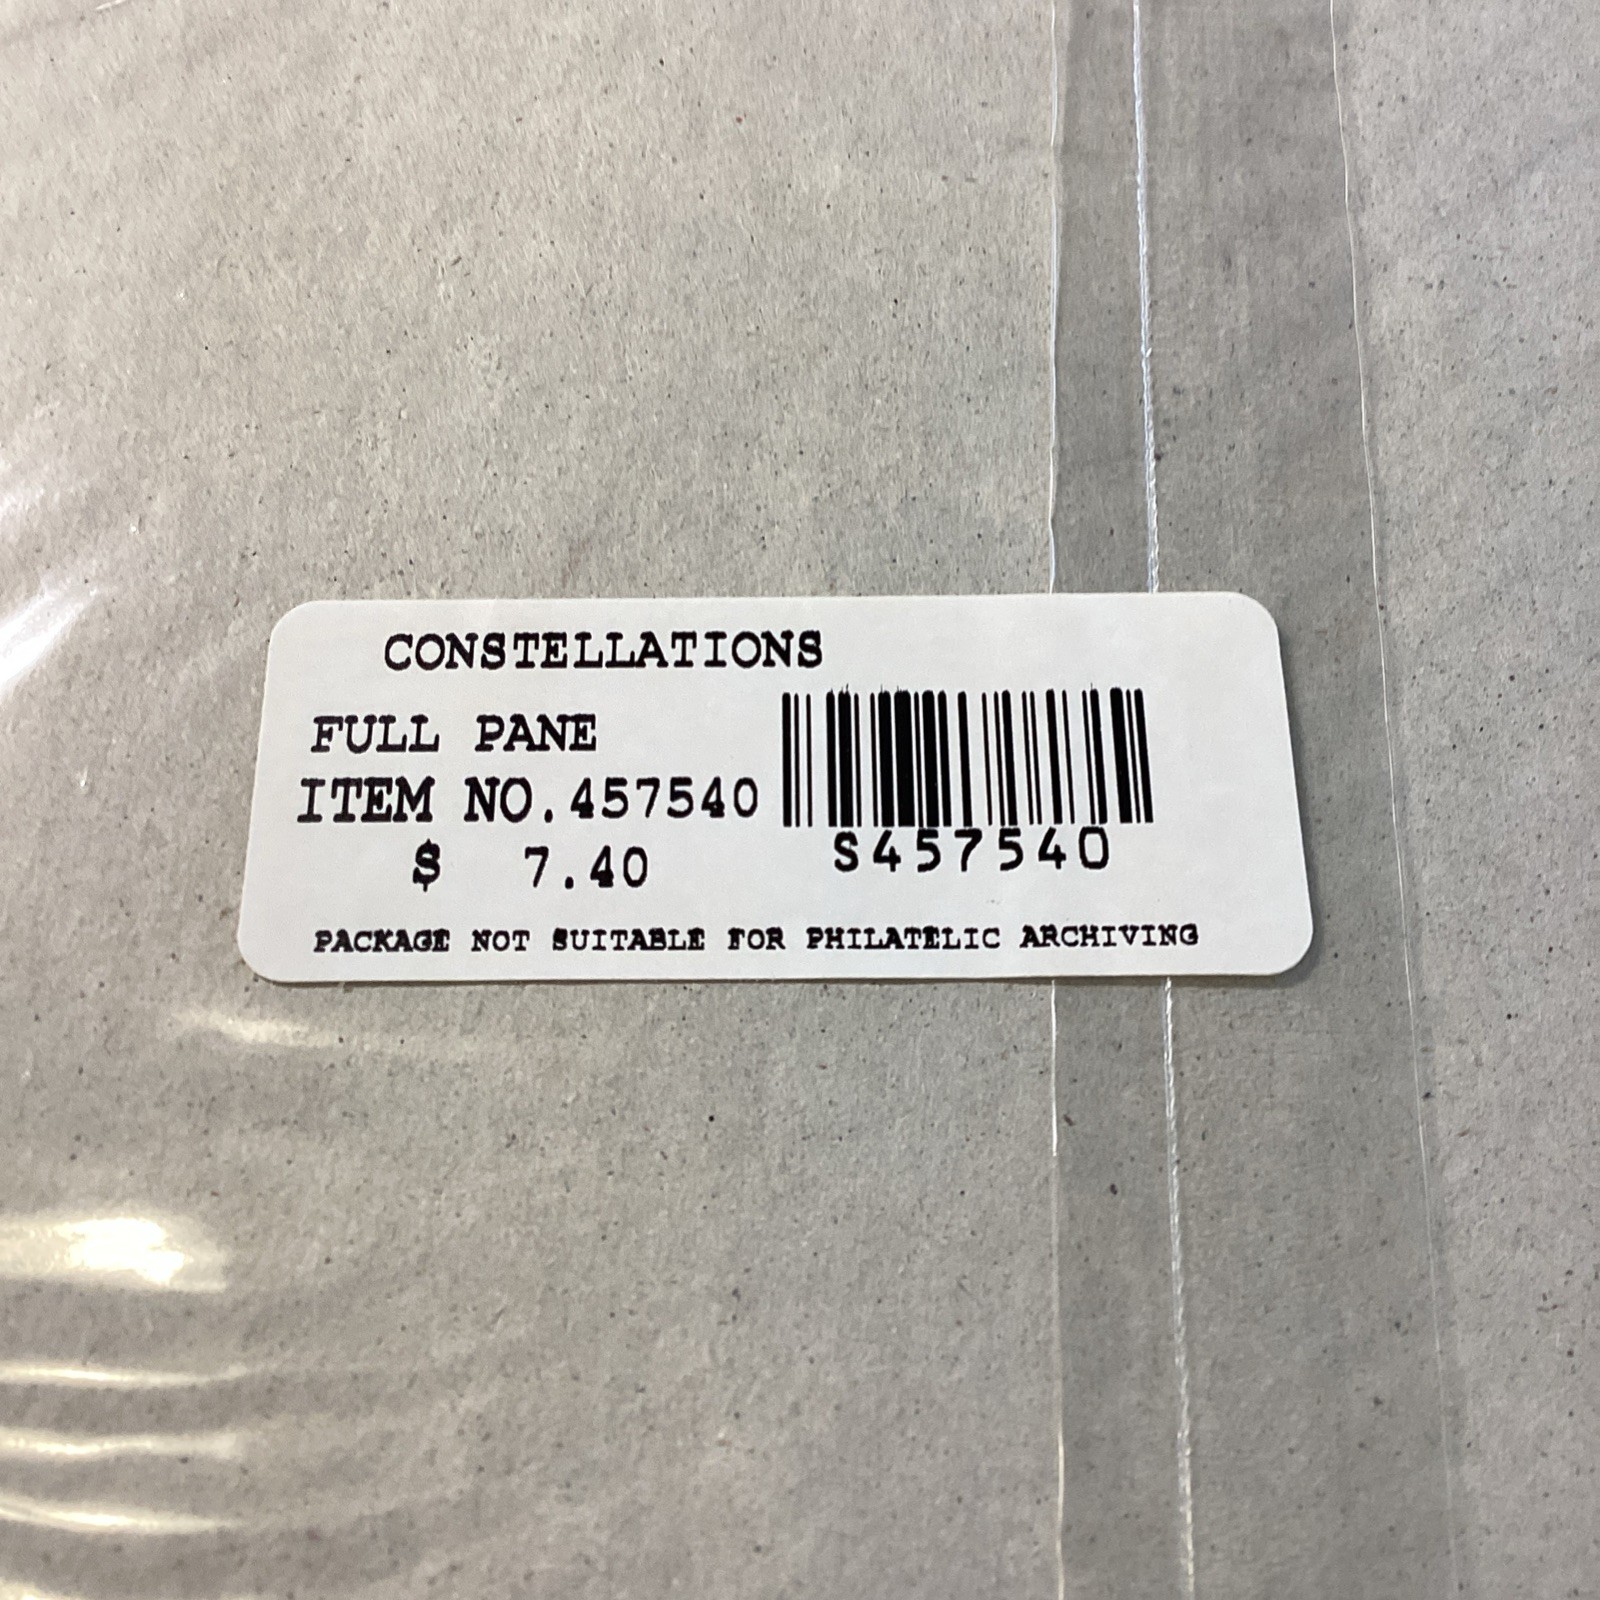 CONSTELLATIONS
FULL PANE
ITEM NO.457540
$ 7.40
S457540
PACKAGE NOT SUITABLE FOR PHILATELIC ARCHIVING